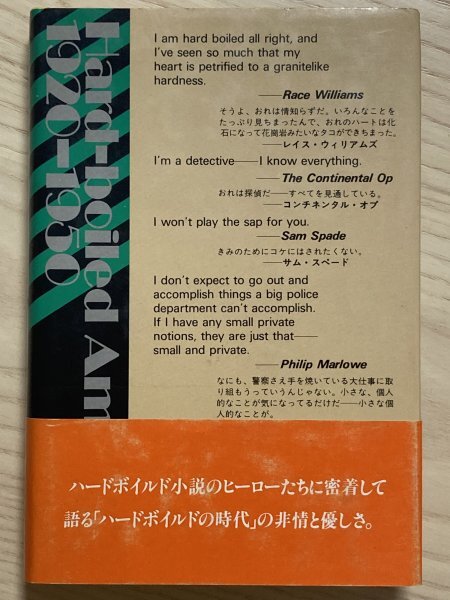 Hard-boiled Am
1920-1950
I am hard boiled all right, and
I've seen so much that my
heart is petrified to a granitelike
hardness.
——Race Williams
そうよ、おれは情知らずだ。いろんなことを
たっぷり見ちまったんで、おれのハートは化
石になって花崗岩みたいなタコができちまった。
——レイス・ウィリアムズ
I'm a detective——I know everything.
——The Continental Op
おれは探偵だ——すべてを見通している。
——コンチネンタル・オプ
I won't play the sap for you.
——Sam Spade
きみのためにコケにはされたくない。
——サム・スペード
I don't expect to go out and
accomplish things a big police
department can't accomplish.
If I have any small private
notions, they are just that——
small and private.
——Philip Marlowe
なにも、警察さえ手を焼いている大仕事に取
り組もうっていうんじゃない。小さな、個人
的なことが気になってるだけだ——小さな個
人的なことが。
ハードボイルド小説のヒーローたちに密着して
語る「ハードボイルドの時代」の非情と優しさ。